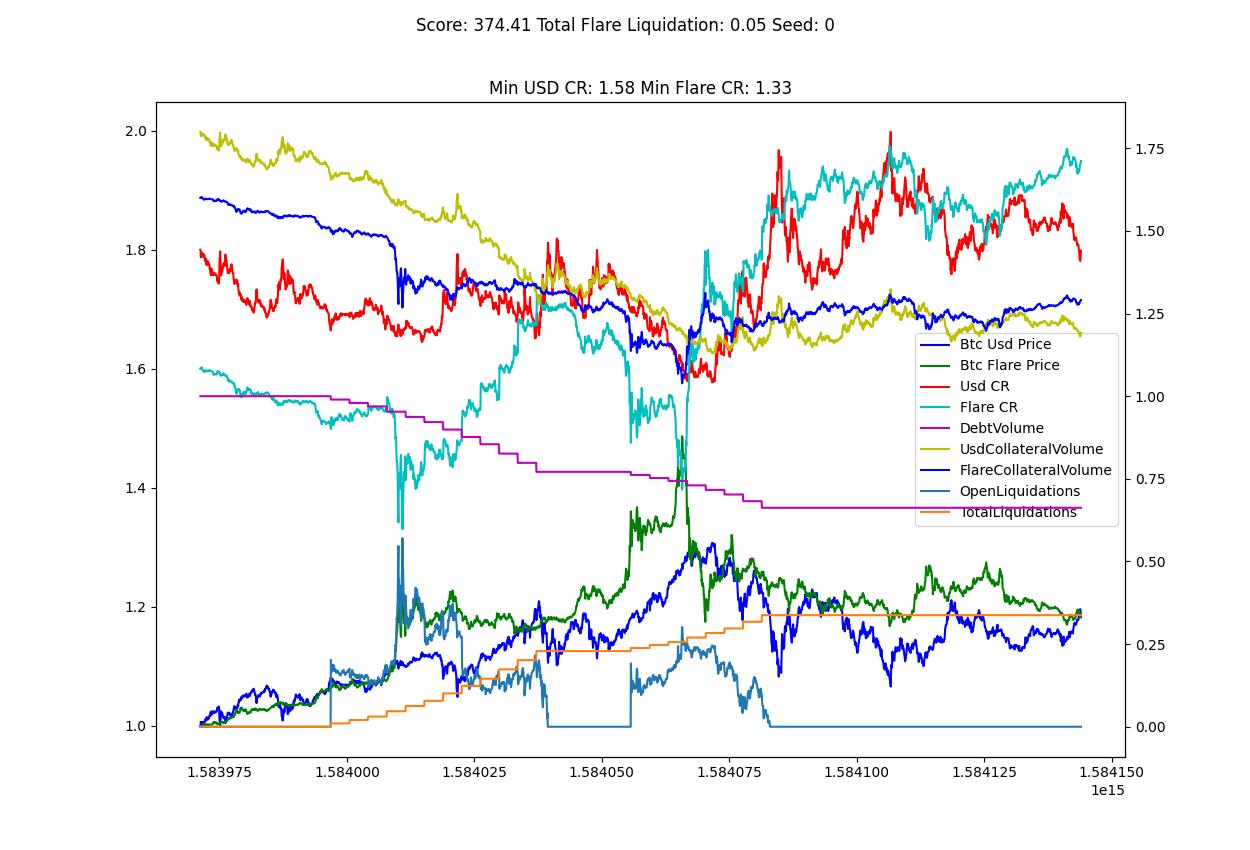 Score: 374.41 Total Flare Liquidation: 0.05 Seed: 0
Min USD CR: 1.58 Min Flare CR: 1.33
2.0
1.8
1.6
1.4
1.2
1.0
1.75
1.50
1.25
1.00
0.75
0.50
0.25
0.00
Btc Usd Price
Btc Flare Price
Usd CR
Flare CR
DebtVolume
UsdCollateralVolume
FlareCollateralVolume
OpenLiquidations
TotalLiquidations
1.583975 1.584000 1.584025 1.584050 1.584075 1.584100 1.584125 1.584150
1e15